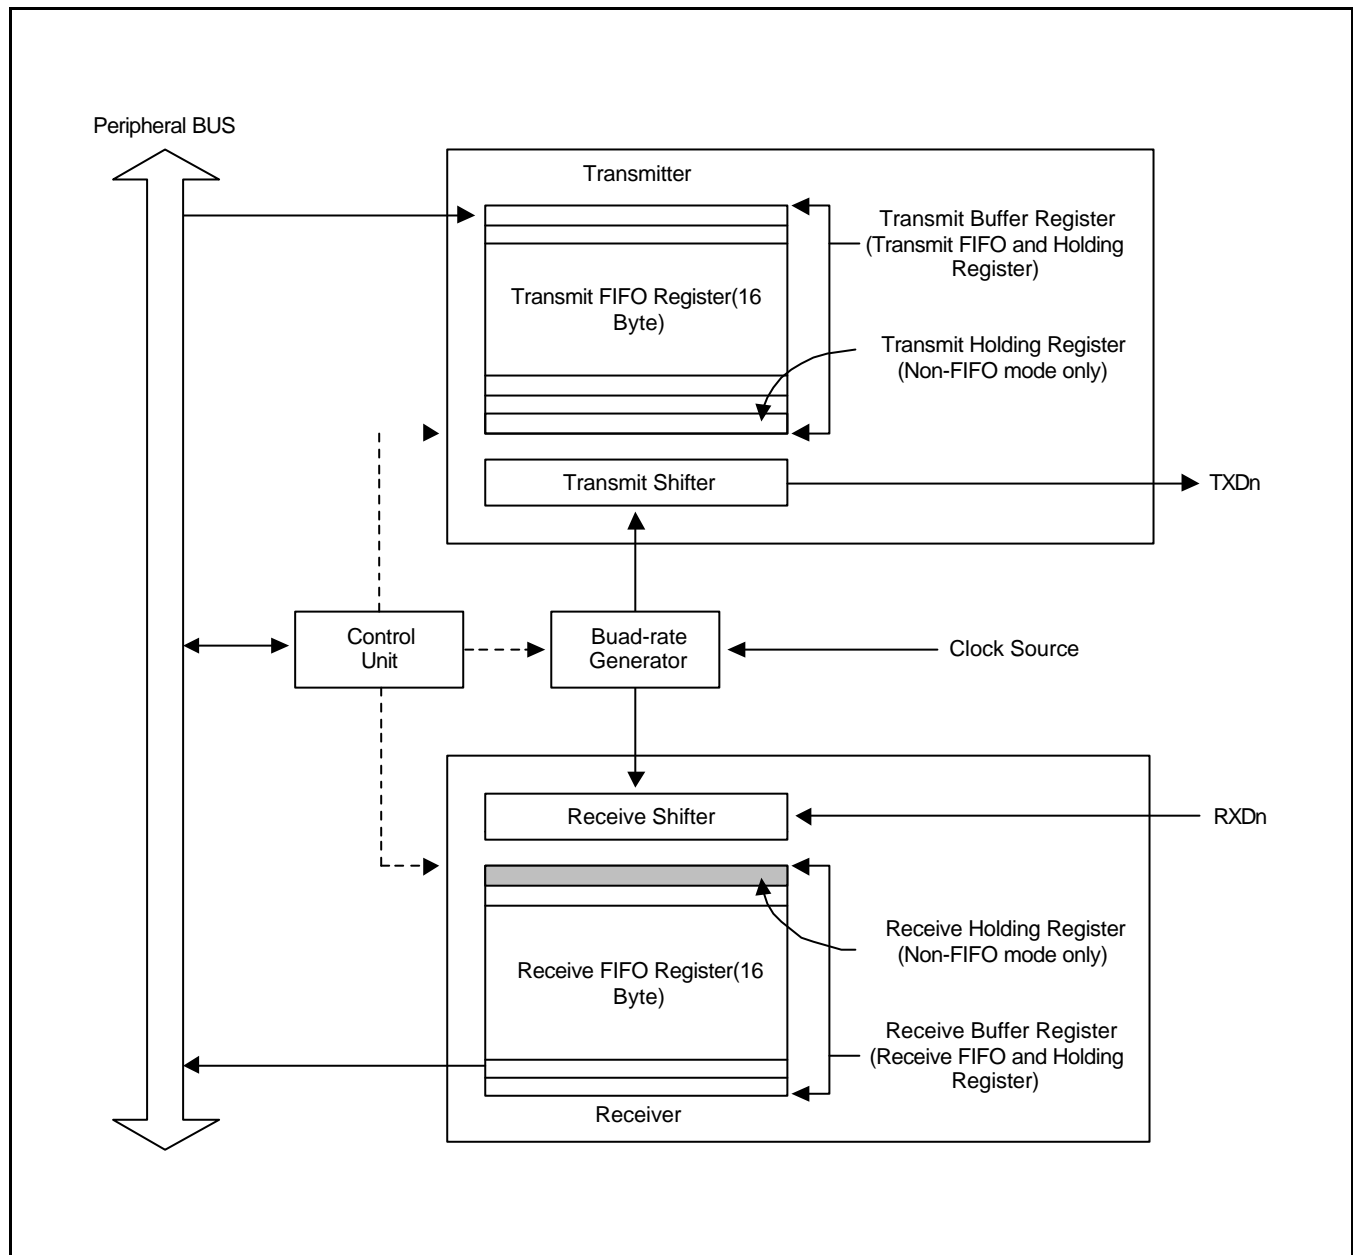 Peripheral BUS
Transmitter
Transmit Buffer Register
(Transmit FIFO and Holding
Register)
Transmit FIFO Register(16
Byte)
Transmit Holding Register
(Non-FIFO mode only)
Transmit Shifter
TXDn
Control
Unit
Buad-rate
Generator
Clock Source
Receive Shifter
RXDn
Receive Holding Register
(Non-FIFO mode only)
Receive FIFO Register(16
Byte)
Receive Buffer Register
(Receive FIFO and Holding
Register)
Receiver